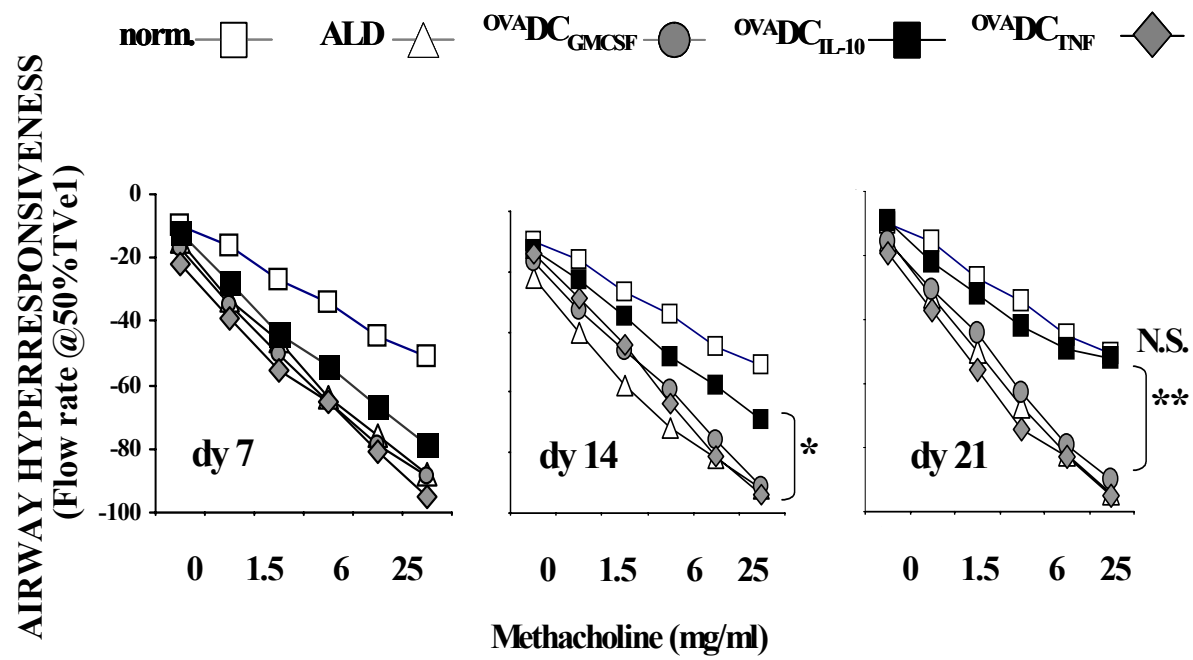 norm. ALD OVADCGMCSF OVADCIL-10 OVADCTNF
AIRWAY HYPERRESPONSIVENESS
(Flow rate @50%TVe1)
0
-20
-40
-60
-80
-100
dy 7
dy 14
dy 21
*
N.S.
**
0 1.5 6 25
0 1.5 6 25
0 1.5 6 25
Methacholine (mg/ml)